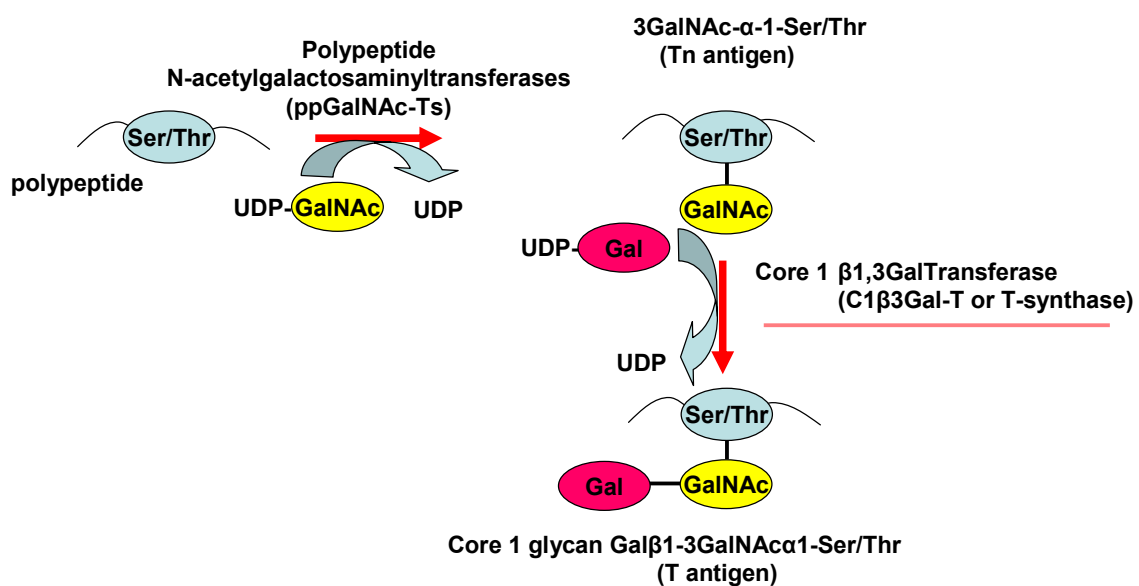 Polypeptide
N-acetylgalactosaminyltransferases
(ppGalNAc-Ts)
Ser/Thr
polypeptide
UDP-GalNAc
UDP
3GalNAc-α-1-Ser/Thr
(Tn antigen)
Ser/Thr
GalNAc
UDP-Gal
Core 1 β1,3GalTransferase
(C1β3Gal-T or T-synthase)
UDP
Ser/Thr
Gal
GalNAc
Core 1 glycan Galβ1-3GalNAcα1-Ser/Thr
(T antigen)